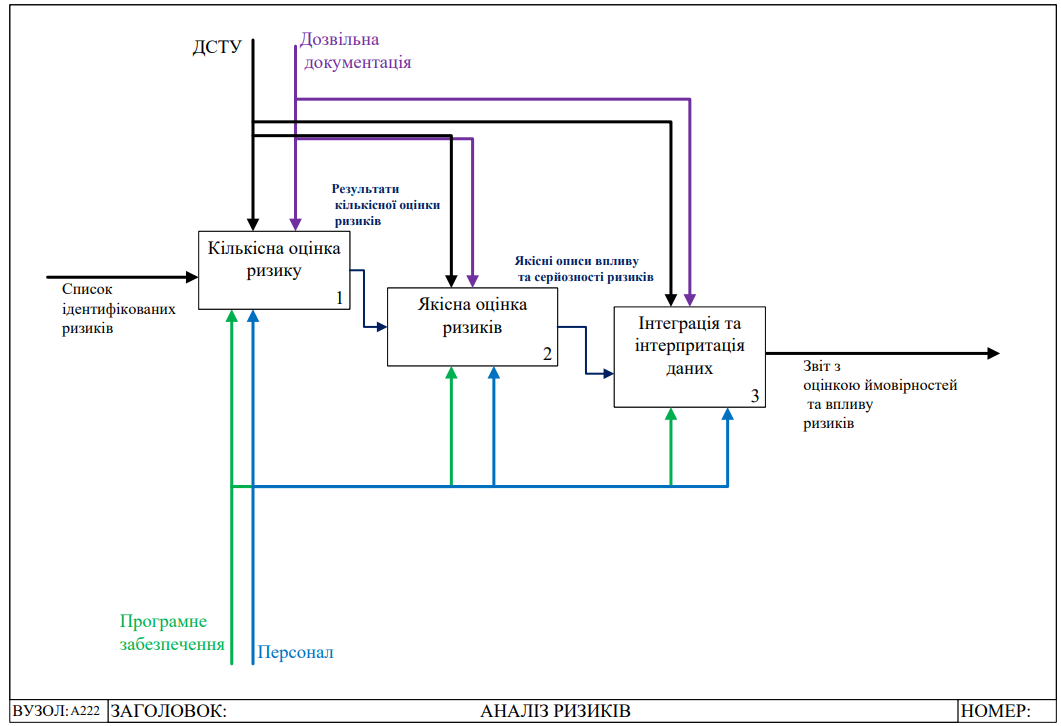 ДСТУ
Дозвільна
документація
Результати
кількісної оцінки
ризиків
Кількісна оцінка
ризику
1
Список
ідентифікованих
ризиків
Якісні описи впливу
та серйозності ризиків
Якісна оцінка
ризиків
2
Інтеграція та
інтерпритація
даних
3
Звіт з
оцінкою ймовірностей
та впливу
ризиків
Програмне
забезпечення
Персонал
ВУЗОЛ: А222 ЗАГОЛОВОК: АНАЛІЗ РИЗИКІВ НОМЕР: